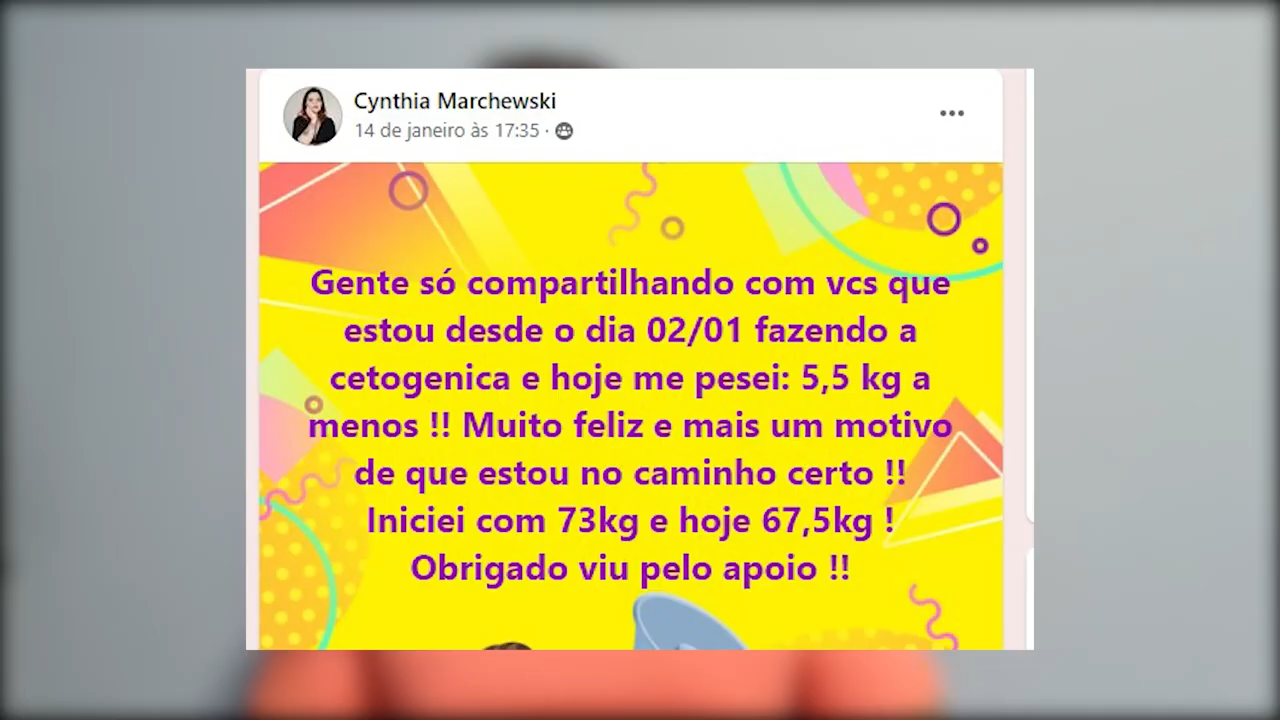 Cynthia Marchewski
14 de janeiro às 17:35 ·
Gente só compartilhando com vcs que
estou desde o dia 02/01 fazendo a
cetogenica e hoje me pesei: 5,5 kg a
menos !! Muito feliz e mais um motivo
de que estou no caminho certo !!
Iniciei com 73kg e hoje 67,5kg !
Obrigado viu pelo apoio !!